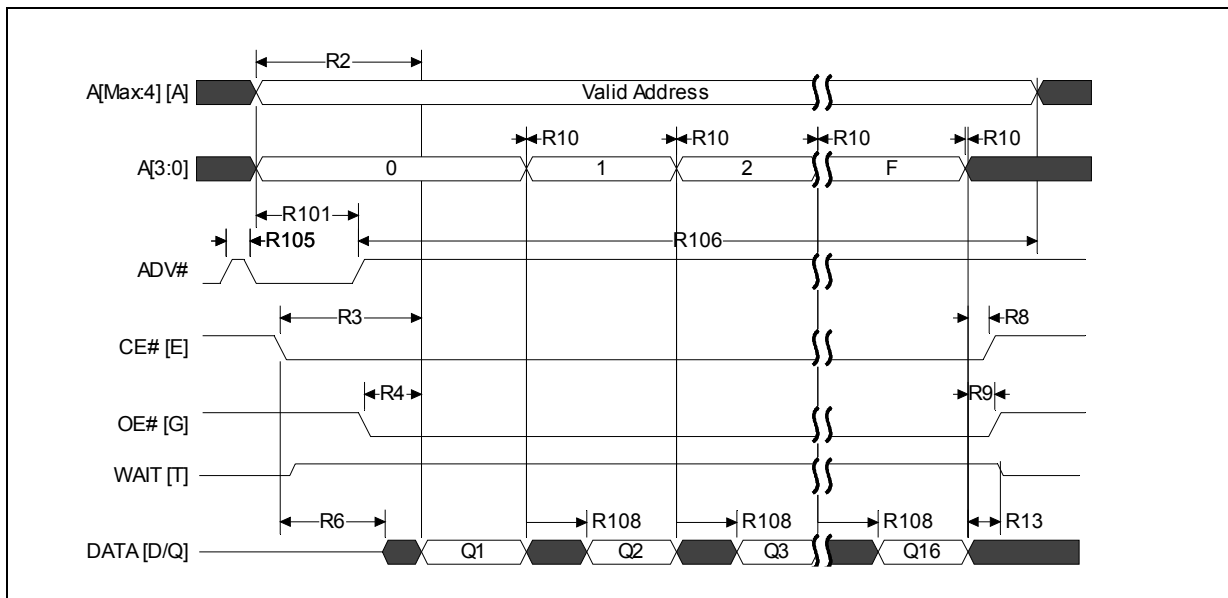 R2
A[Max:4] [A]
Valid Address
R10 R10 R10 R10
A[3:0]
0 1 2 F
R101
R105 R106
ADV#
R3 R8
CE# [E]
R4 R9
OE# [G]
WAIT [T]
R6 R108 R108 R108 R13
DATA [D/Q]
Q1 Q2 Q3 Q16